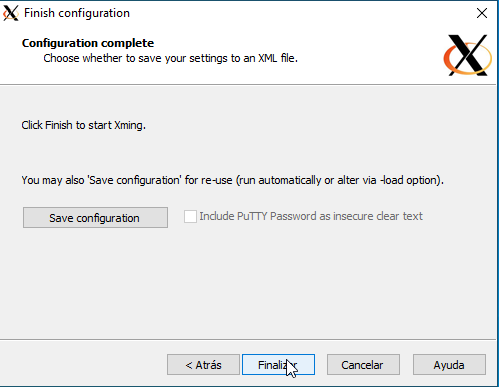 Finish configuration
Configuration complete
Choose whether to save your settings to an XML file.
Click Finish to start Xming.
You may also 'Save configuration' for re-use (run automatically or alter via -load option).
Save configuration
Include PuTTY Password as insecure clear text
< Atrás
Finalizar
Cancelar
Ayuda